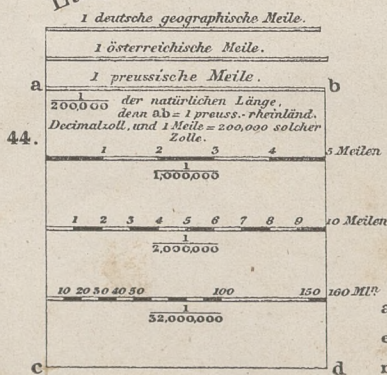 1 deutsche geographische Meile.
1 österreichische Meile.
1 preussische Meile.
a b
1/200,000 der natürlichen Länge,
denn ab = 1 preuss.-rheinländ.
Decimalzoll, und 1 Meile = 200,000 solcher
Zolle.
44.
1 2 3 4 5 Meilen
1/1,000,000
1 2 3 4 5 6 7 8 9 10 Meilen
1/2,000,000
10 20 30 40 50 100 150 160 Mln.
1/32,000,000
c d